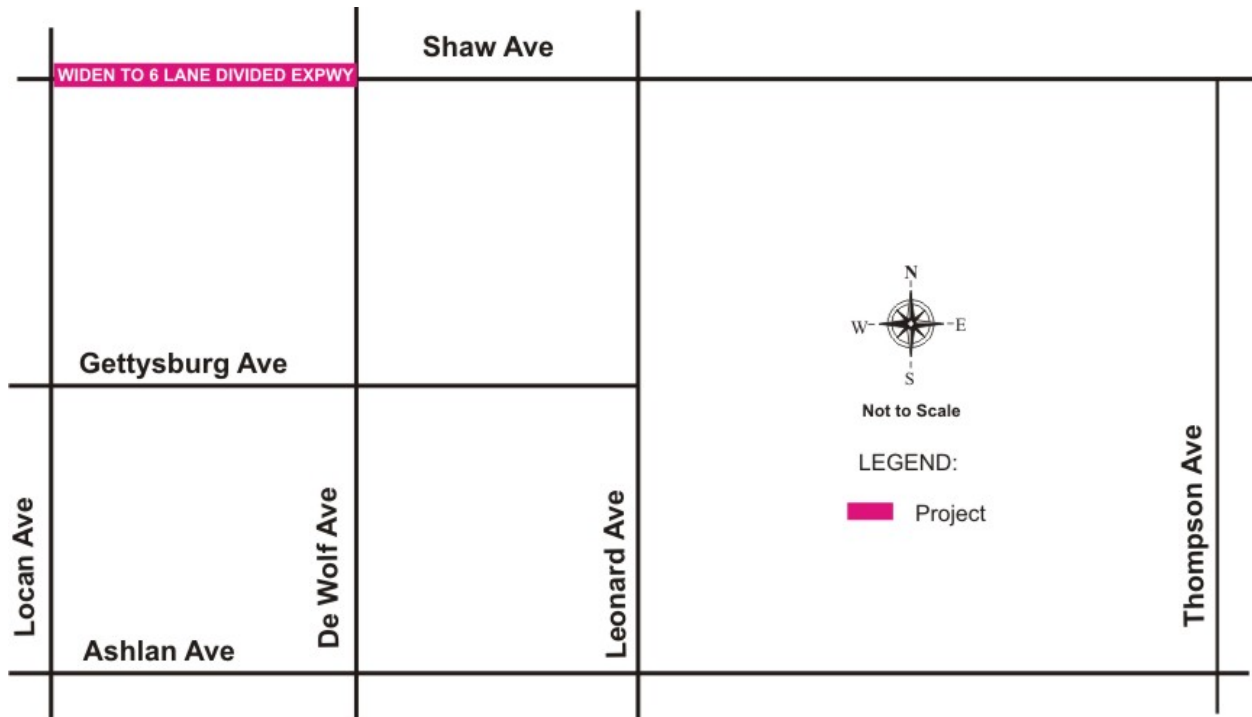 Shaw Ave
WIDEN TO 6 LANE DIVIDED EXPWY
N
W
E
S
Gettysburg Ave
Not to Scale
LEGEND:
Project
Locan Ave
De Wolf Ave
Leonard Ave
Thompson Ave
Ashlan Ave